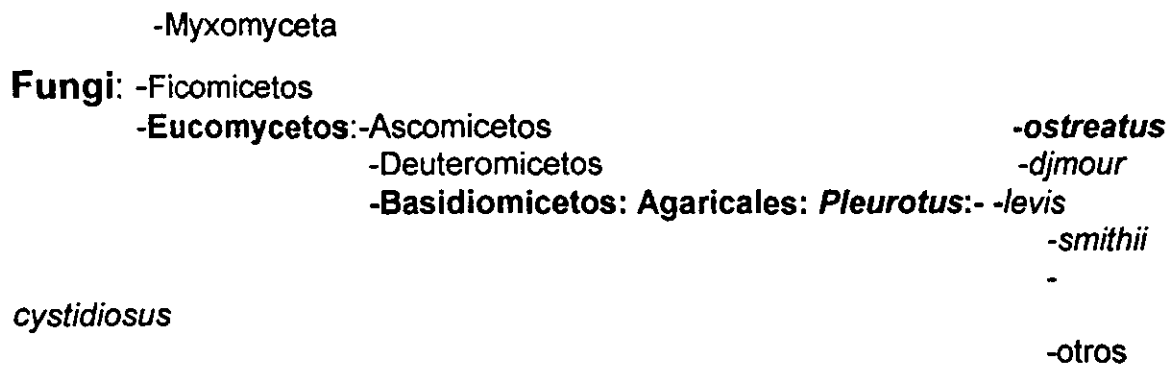 -Myxomyceta
Fungi: -Ficomicetos
-Eucomycetos:-Ascomicetos -ostreatus
-Deuteromicetos -djmour
-Basidiomicetos: Agaricales: Pleurotus:- -levis
-smithii
-
cystidiosus
-otros